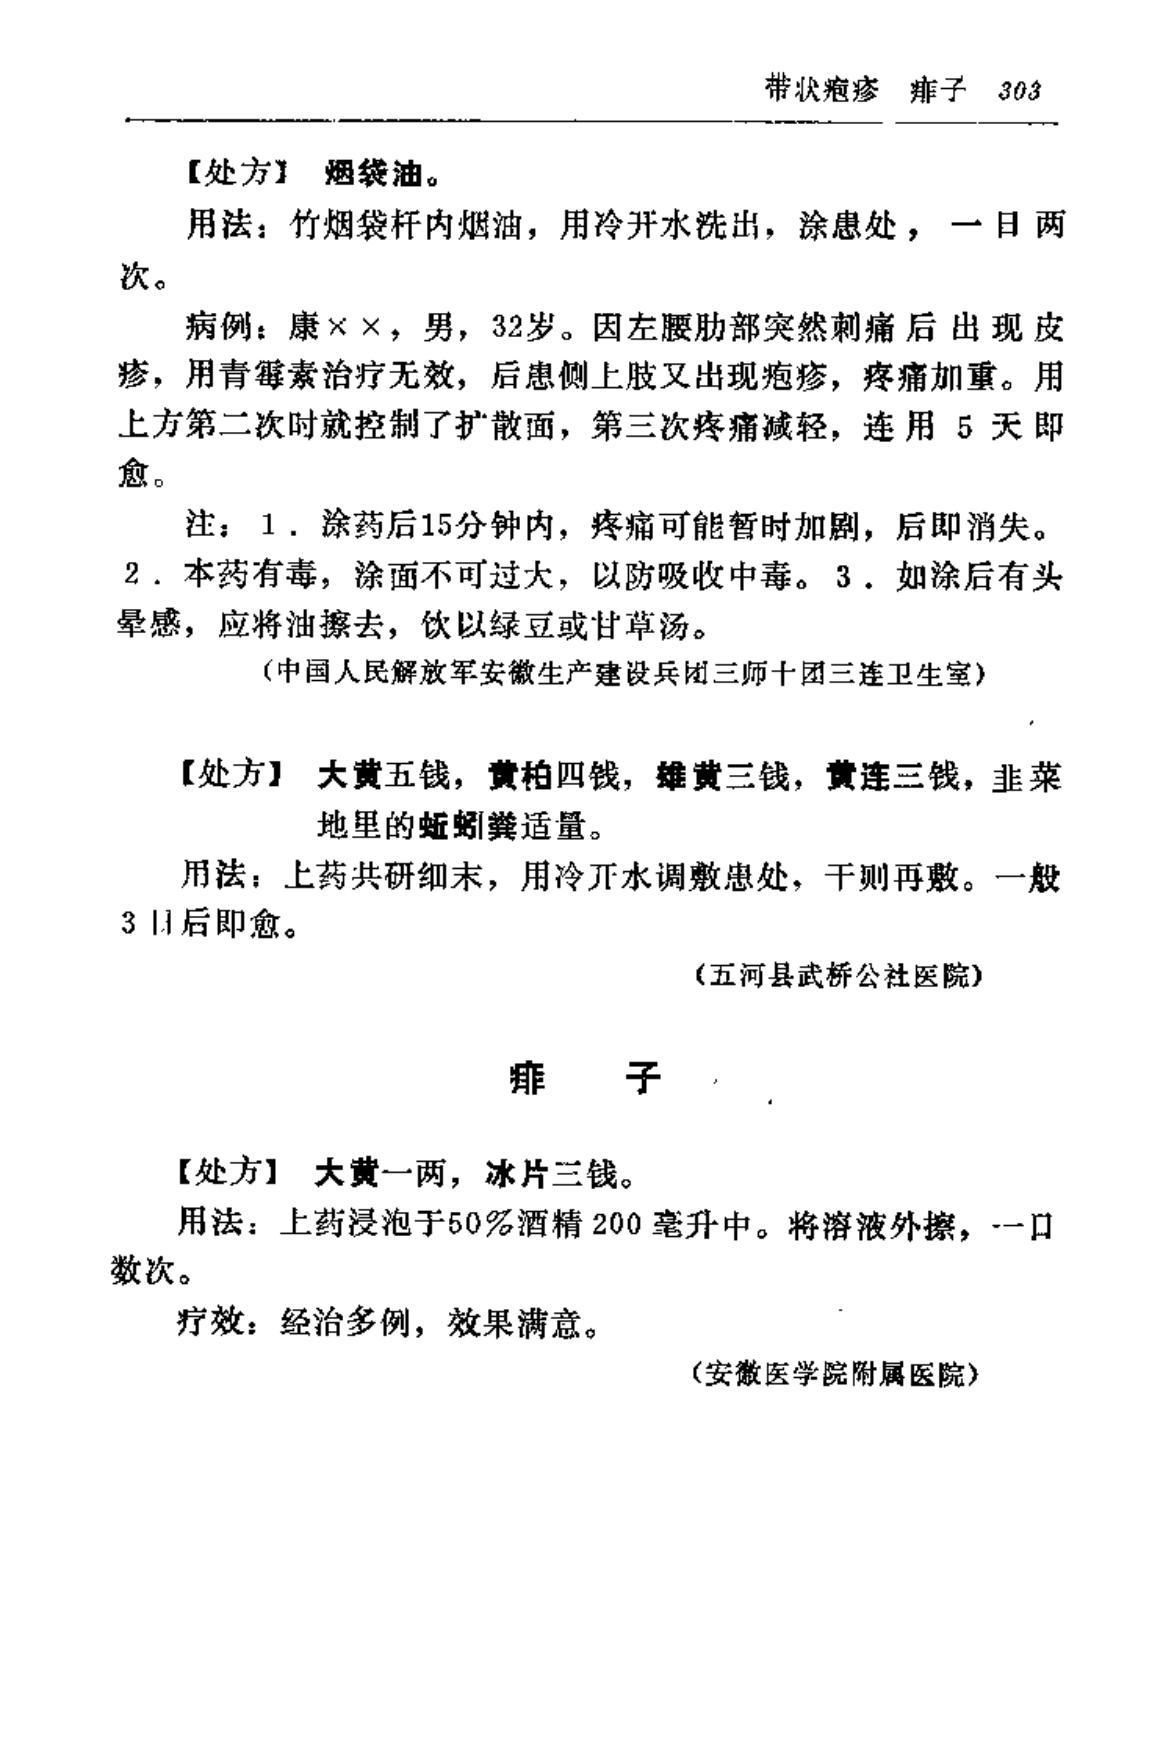 带状疱疹 痱子 303
【处方】 烟袋油。
用法：竹烟袋杆内烟油，用冷开水洗出，涂患处，一日两
次。
病例：康××，男，32岁。因左腰肋部突然刺痛后出现皮
疹，用青霉素治疗无效，后患侧上肢又出现疱疹，疼痛加重。用
上方第二次时就控制了扩散面，第三次疼痛减轻，连用5天即
愈。
注：1．涂药后15分钟内，疼痛可能暂时加剧，后即消失。
2．本药有毒，涂面不可过大，以防吸收中毒。3．如涂后有头
晕感，应将油擦去，饮以绿豆或甘草汤。
（中国人民解放军安徽生产建设兵团三师十团三连卫生室）
【处方】 大黄五钱，黄柏四钱，雄黄三钱，黄连三钱，韭菜
地里的蚯蚓粪适量。
用法：上药共研细末，用冷开水调敷患处，干则再敷。一般
3日后即愈。
（五河县武桥公社医院）
痱 子
【处方】 大黄一两，冰片三钱。
用法：上药浸泡于50%酒精200毫升中。将溶液外擦，一日
数次。
疗效：经治多例，效果满意。
（安徽医学院附属医院）